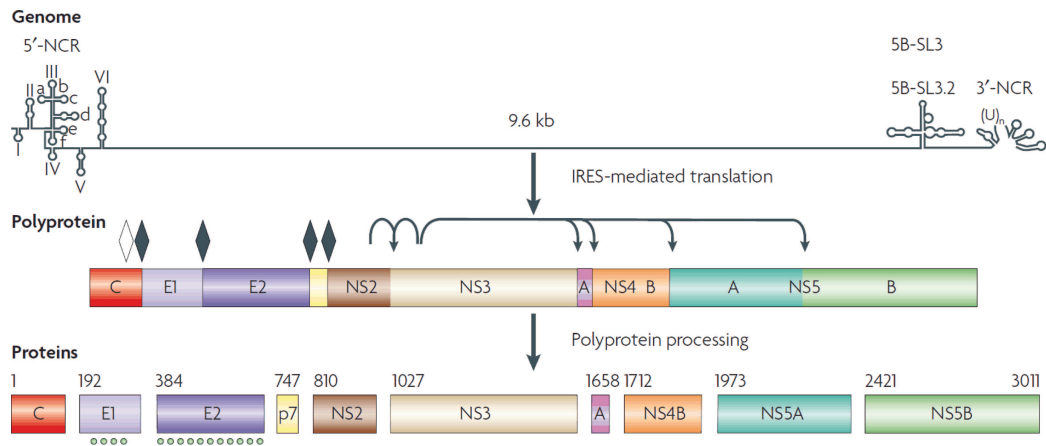 Genome
5′-NCR
5B-SL3
III
VI
II a b
5B-SL3.2
3′-NCR
c
d
9.6 kb
(U)n
e
f
I
IV
V
IRES-mediated translation
Polyprotein
C E1 E2 NS2 NS3 A NS4 B A NS5 B
Polyprotein processing
Proteins
1 192 384 747 810 1027 1658 1712 1973 2421 3011
C E1 E2 p7 NS2 NS3 A NS4B NS5A NS5B